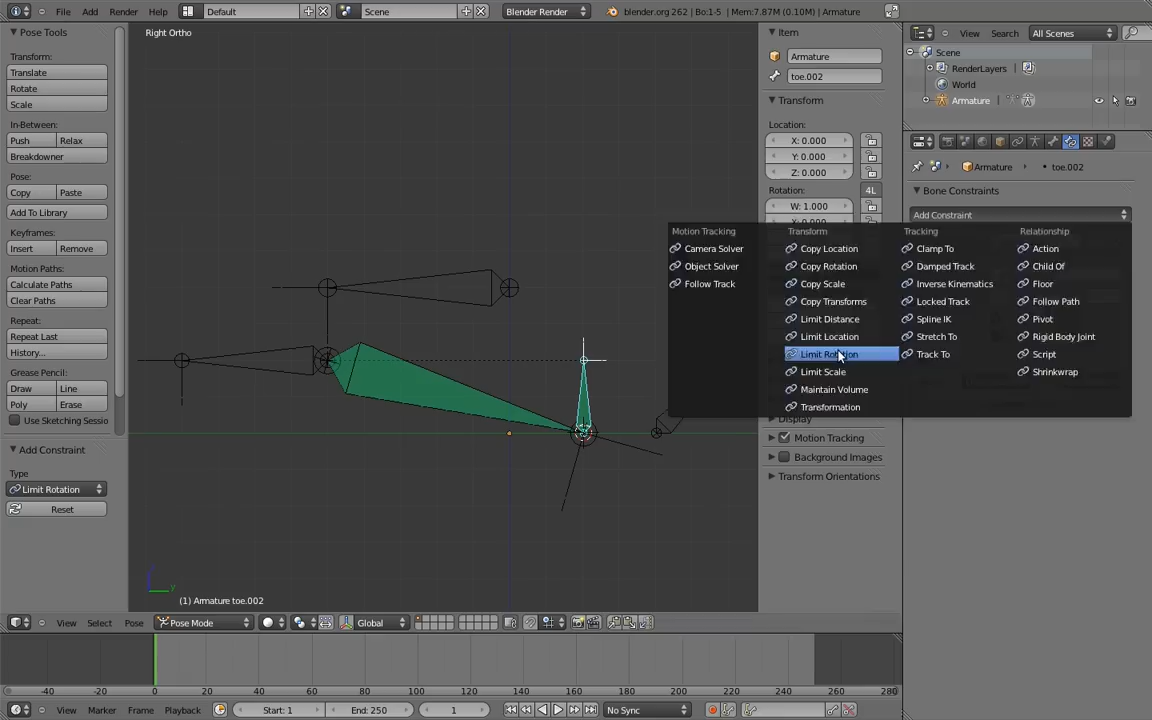 File Add Render Help Default Scene Blender Render blender.org 262 | Bo:1-5 | Mem:7.87M (0.10M) | Armature
Pose Tools
Transform:
Translate
Rotate
Scale
In-Between:
Push Relax
Breakdowner
Pose:
Copy Paste
Add To Library
Keyframes:
Insert Remove
Motion Paths:
Calculate Paths
Clear Paths
Repeat:
Repeat Last
History...
Grease Pencil:
Draw Line
Poly Erase
Use Sketching Sessio
Add Constraint
Type
Limit Rotation
Reset
Right Ortho
y
(1) Armature toe.002
Item
Armature
toe.002
Transform
Location:
X: 0.000
Y: 0.000
Z: 0.000
Rotation:
4L
W: 1.000
Motion Tracking
Camera Solver
Object Solver
Follow Track
Transform
Copy Location
Copy Rotation
Copy Scale
Copy Transforms
Limit Distance
Limit Location
Limit Rotation
Limit Scale
Maintain Volume
Transformation
Tracking
Clamp To
Damped Track
Inverse Kinematics
Locked Track
Spline IK
Stretch To
Track To
Relationship
Action
Child Of
Floor
Follow Path
Pivot
Rigid Body Joint
Script
Shrinkwrap
Display
Motion Tracking
Background Images
Transform Orientations
View Search All Scenes
Scene
RenderLayers |
World
Armature
Armature toe.002
Bone Constraints
Add Constraint
View Select Pose Pose Mode Global
-40 -20 0 20 40 60 80 100 120 140 160 180 200 220 240 260 280
View Marker Frame Playback Start: 1 End: 250 1 No Sync